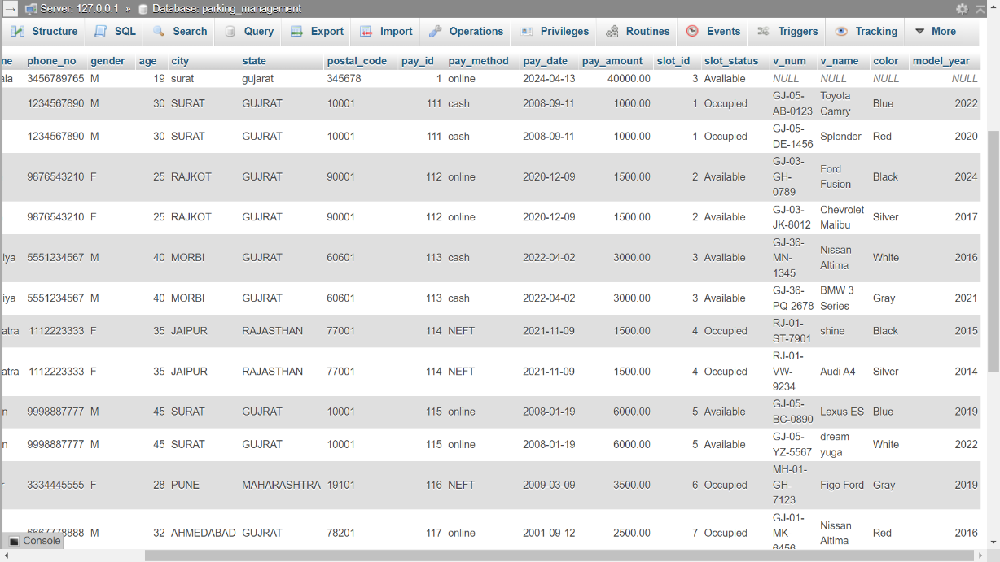 Server: 127.0.0.1 » Database: parking_management
Structure SQL Search Query Export Import Operations Privileges Routines Events Triggers Tracking More
me phone_no gender age city state postal_code pay_id pay_method pay_date pay_amount slot_id slot_status v_num v_name color model_year
ala 3456789765 M 19 surat gujarat 345678 1 online 2024-04-13 40000.00 3 Available NULL NULL NULL NULL
1234567890 M 30 SURAT GUJRAT 10001 111 cash 2008-09-11 1000.00 1 Occupied GJ-05-AB-0123 Toyota Camry Blue 2022
1234567890 M 30 SURAT GUJRAT 10001 111 cash 2008-09-11 1000.00 1 Occupied GJ-05-DE-1456 Splender Red 2020
9876543210 F 25 RAJKOT GUJRAT 90001 112 online 2020-12-09 1500.00 2 Available GJ-03-GH-0789 Ford Fusion Black 2024
9876543210 F 25 RAJKOT GUJRAT 90001 112 online 2020-12-09 1500.00 2 Available GJ-03-JK-8012 Chevrolet Malibu Silver 2017
iya 5551234567 M 40 MORBI GUJRAT 60601 113 cash 2022-04-02 3000.00 3 Available GJ-36-MN-1345 Nissan Altima White 2016
iya 5551234567 M 40 MORBI GUJRAT 60601 113 cash 2022-04-02 3000.00 3 Available GJ-36-PQ-2678 BMW 3 Series Gray 2021
atra 1112223333 F 35 JAIPUR RAJASTHAN 77001 114 NEFT 2021-11-09 1500.00 4 Occupied RJ-01-ST-7901 shine Black 2015
atra 1112223333 F 35 JAIPUR RAJASTHAN 77001 114 NEFT 2021-11-09 1500.00 4 Occupied RJ-01-VW-9234 Audi A4 Silver 2014
n 9998887777 M 45 SURAT GUJRAT 10001 115 online 2008-01-19 6000.00 5 Available GJ-05-BC-0890 Lexus ES Blue 2019
n 9998887777 M 45 SURAT GUJRAT 10001 115 online 2008-01-19 6000.00 5 Available GJ-05-YZ-5567 dream yuga White 2022
r 3334445555 F 28 PUNE MAHARASHTRA 19101 116 NEFT 2009-03-09 3500.00 6 Occupied MH-01-GH-7123 Figo Ford Gray 2019
6667778888 M 32 AHMEDABAD GUJRAT 78201 117 online 2001-09-12 2500.00 7 Occupied GJ-01-MK-6456 Nissan Altima Red 2016
Console